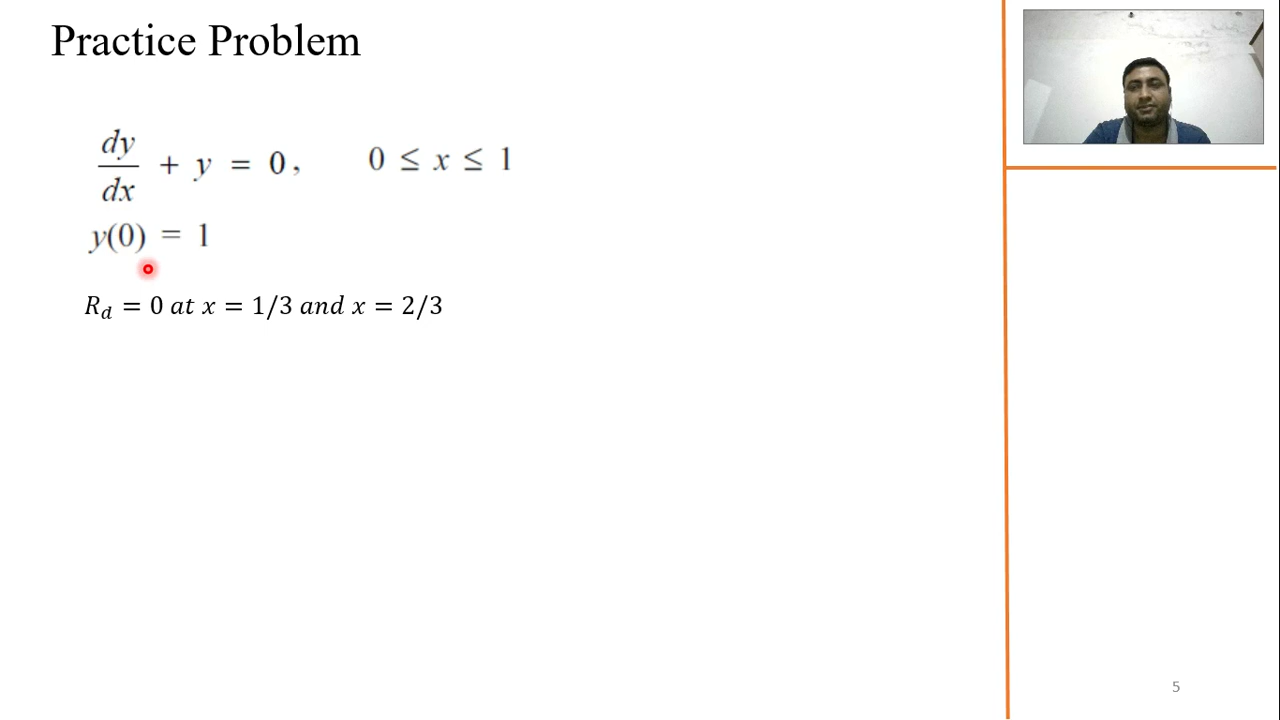 Practice Problem
dy/dx + y = 0, 0 ≤ x ≤ 1
y(0) = 1
R_d = 0 at x = 1/3 and x = 2/3
5